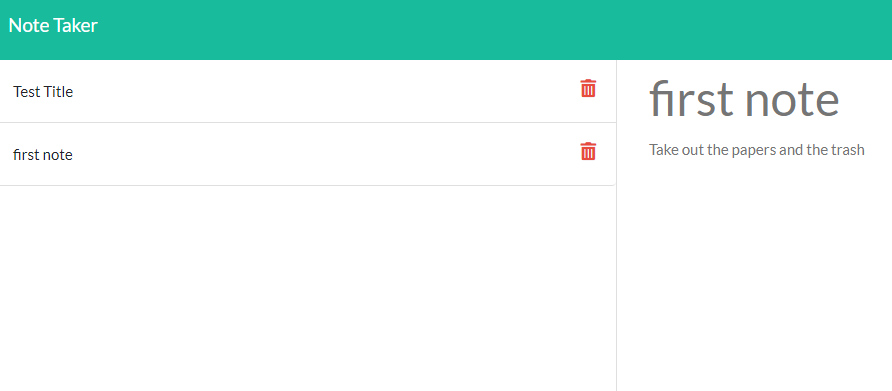 Note Taker
Test Title
first note
first note
Take out the papers and the trash